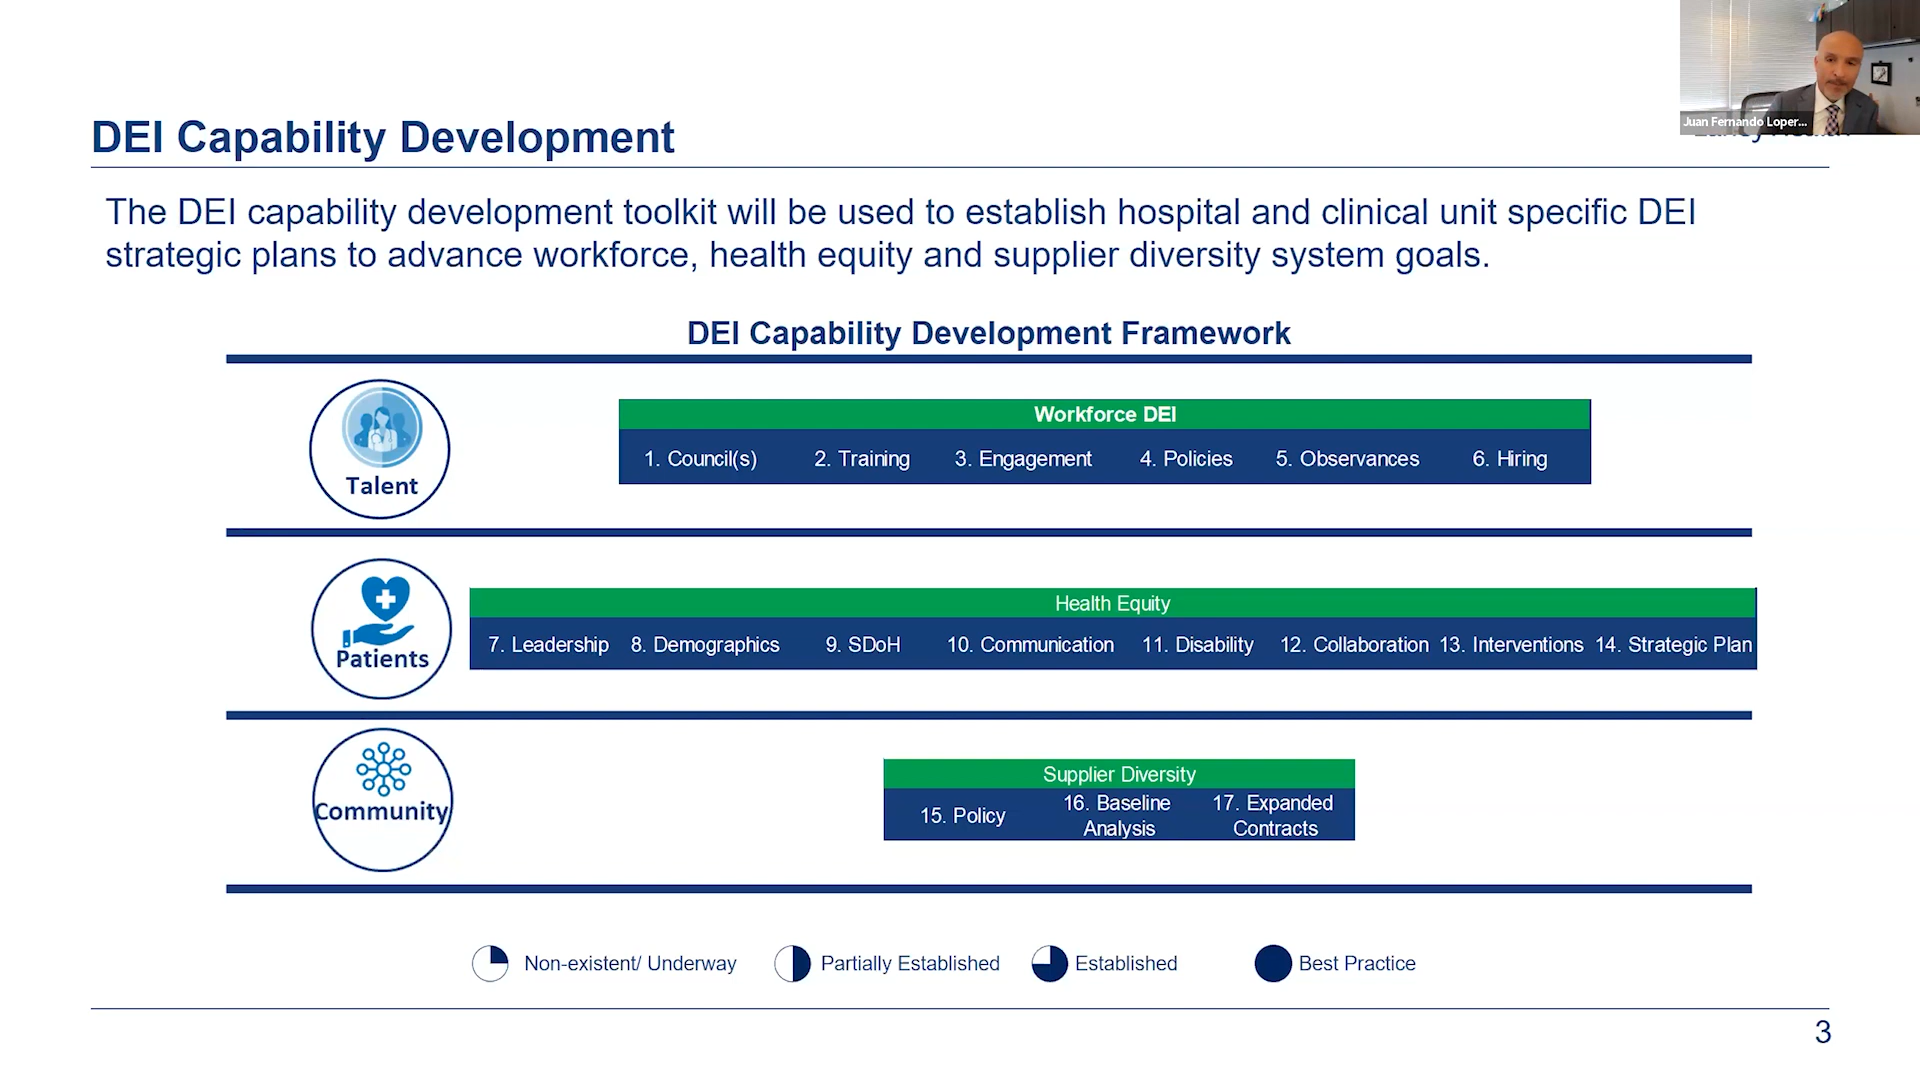 Juan Fernando Loper...
DEI Capability Development
The DEI capability development toolkit will be used to establish hospital and clinical unit specific DEI
strategic plans to advance workforce, health equity and supplier diversity system goals.
DEI Capability Development Framework
Talent
Workforce DEI
1. Council(s) 2. Training 3. Engagement 4. Policies 5. Observances 6. Hiring
Patients
Health Equity
7. Leadership 8. Demographics 9. SDoH 10. Communication 11. Disability 12. Collaboration 13. Interventions 14. Strategic Plan
Community
Supplier Diversity
15. Policy 16. Baseline Analysis 17. Expanded Contracts
Non-existent/ Underway Partially Established Established Best Practice
3